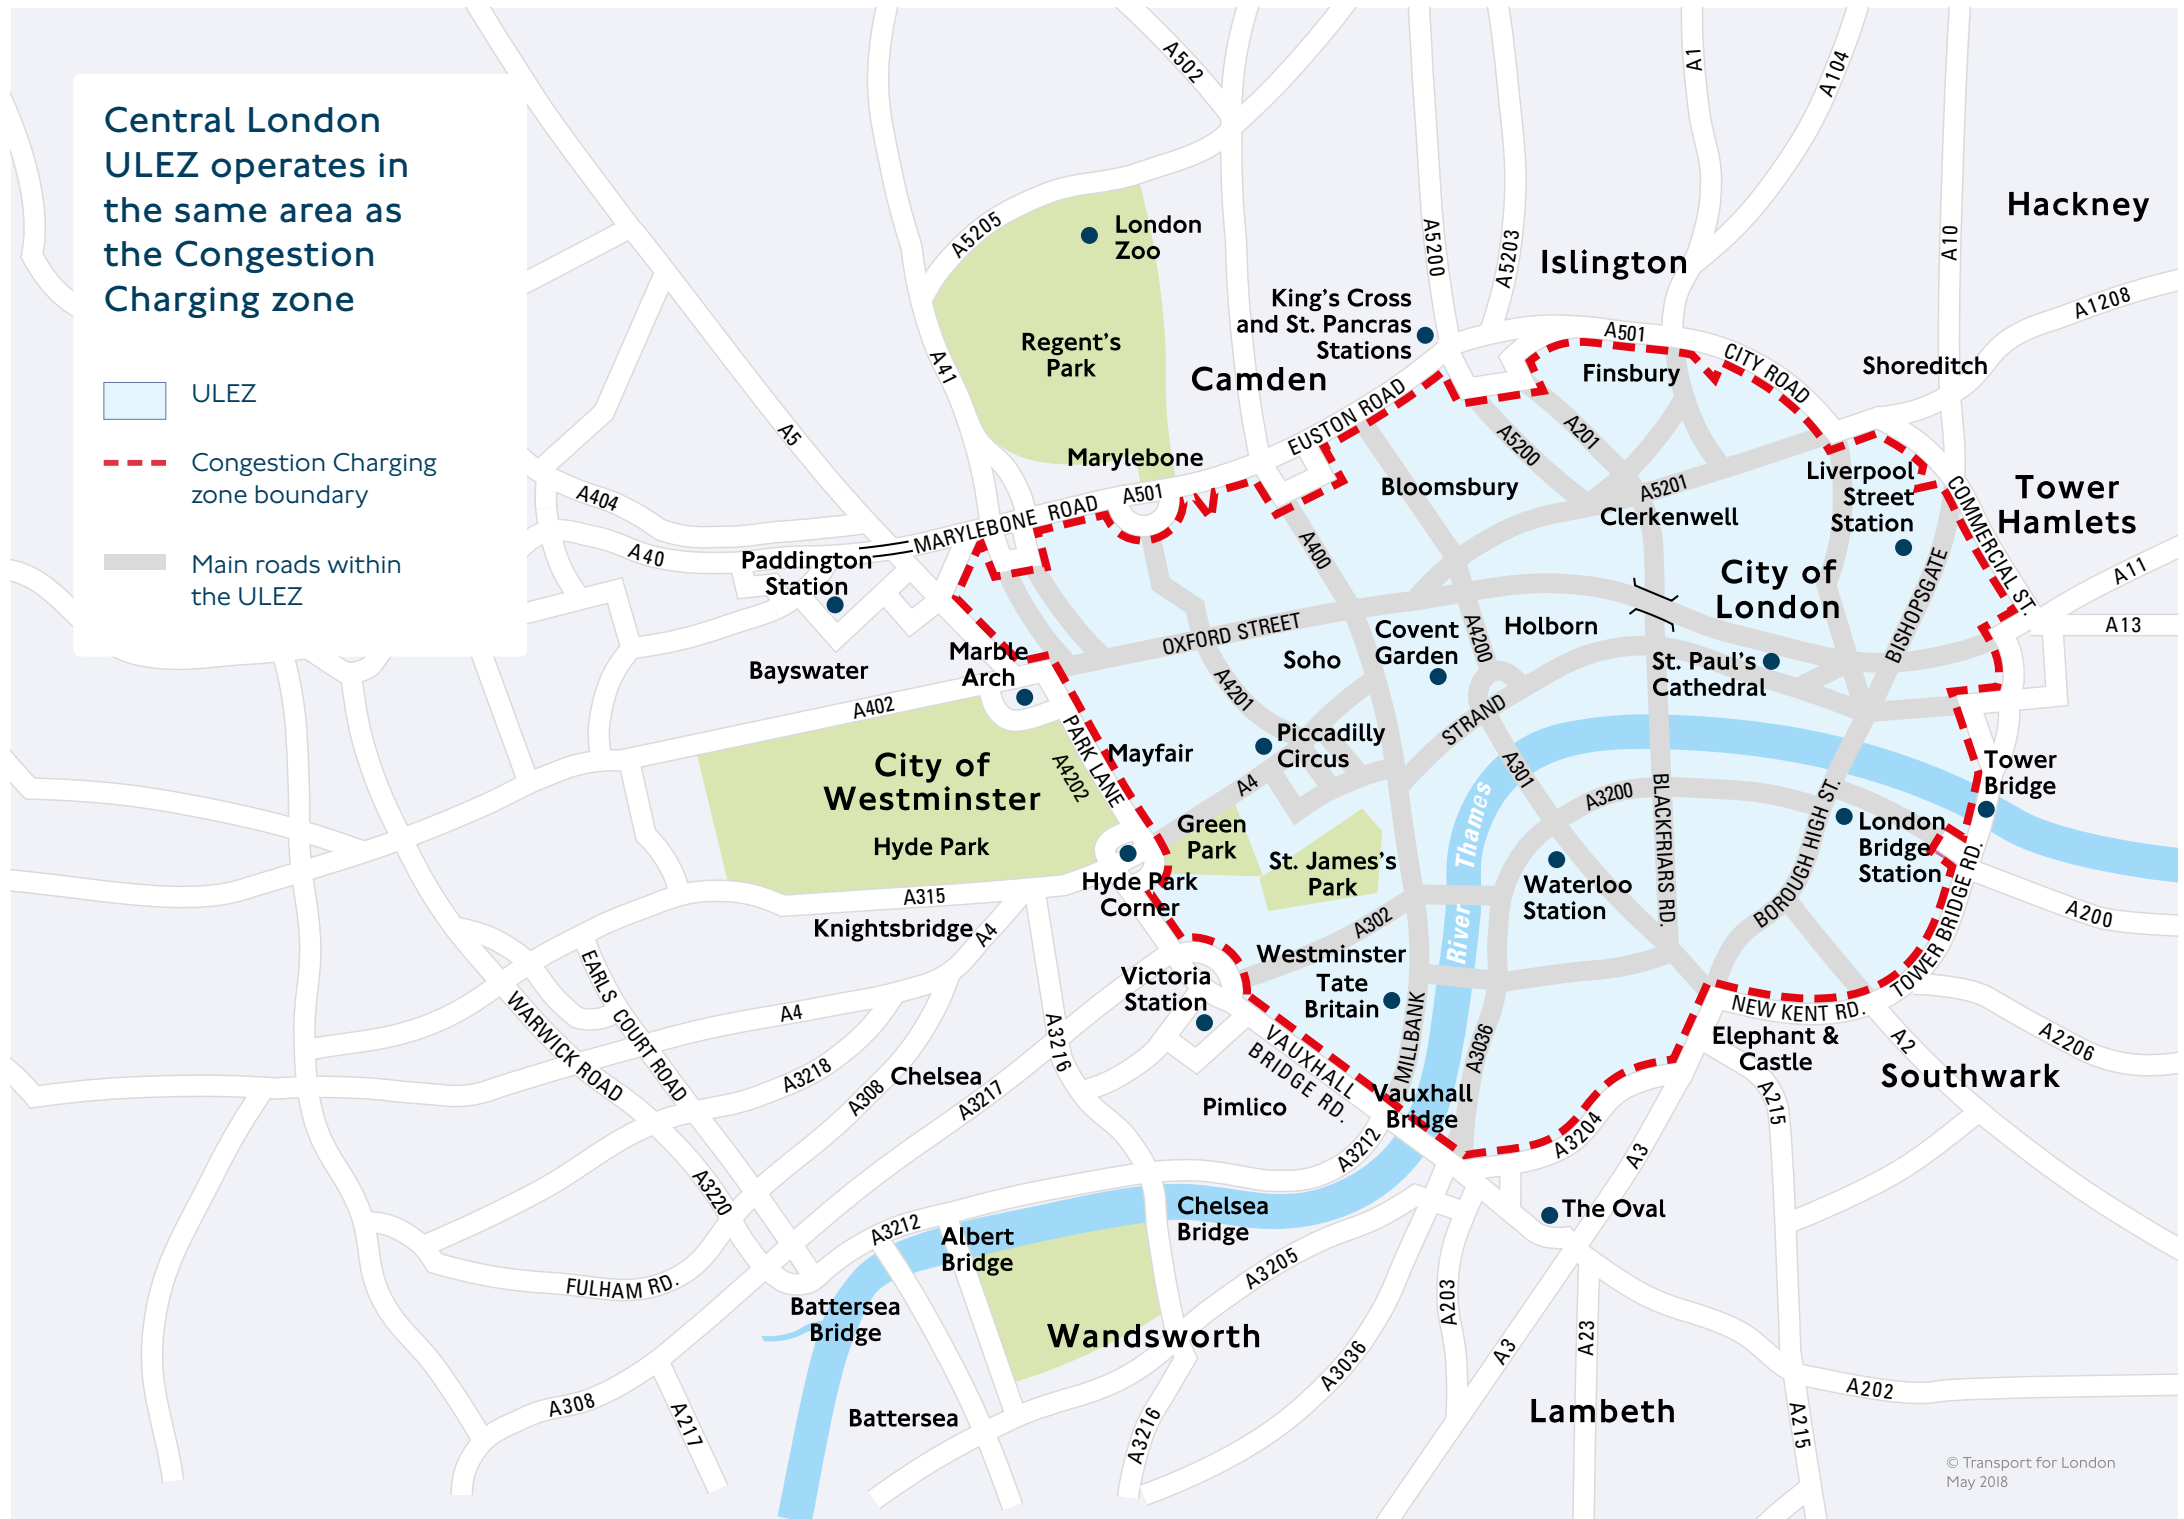 Central London
ULEZ operates in
the same area as
the Congestion
Charging zone
ULEZ
Congestion Charging
zone boundary
Main roads within
the ULEZ
A502
A1
A104
Hackney
A5205
London
Zoo
A5200
A5203
Islington
A10
A1208
King's Cross
and St. Pancras
Stations
Regent's
Park
A41
Camden
A501
CITY ROAD
Finsbury
Shoreditch
EUSTON ROAD
A5
Marylebone
A5200
A201
Liverpool
Street
Station
Bloomsbury
A5201
Clerkenwell
COMMERCIAL ST.
Tower
Hamlets
A404
A501
MARYLEBONE ROAD
A40
Paddington
Station
A400
City of
London
BISHOPSGATE
A11
A13
OXFORD STREET
Covent
Garden
A4200
Holborn
Marble
Arch
Soho
St. Paul's
Cathedral
Bayswater
A402
A4201
PARK LANE
A4202
Mayfair
Piccadilly
Circus
STRAND
A301
City of
Westminster
A4
River Thames
A3200
BLACKFRIARS RD.
BOROUGH HIGH ST.
Tower
Bridge
Hyde Park
Green
Park
St. James's
Park
London
Bridge
Station
Hyde Park
Corner
Waterloo
Station
TOWER BRIDGE RD.
A315
Knightsbridge
A4
A302
A200
Westminster
Tate
Britain
Victoria
Station
EARLS COURT ROAD
WARWICK ROAD
A4
A3216
VAUXHALL
BRIDGE RD.
MILLBANK
A3036
NEW KENT RD.
Elephant &
Castle
A2
A2206
Southwark
A3218
A308
Chelsea
A3217
Pimlico
Vauxhall
Bridge
A3212
A3204
A3
A215
A3220
A3212
Albert
Bridge
Chelsea
Bridge
The Oval
FULHAM RD.
Battersea
Bridge
A3205
A203
Wandsworth
A3036
A3
A23
A308
A217
Battersea
A3216
Lambeth
A202
A215
© Transport for London
May 2018